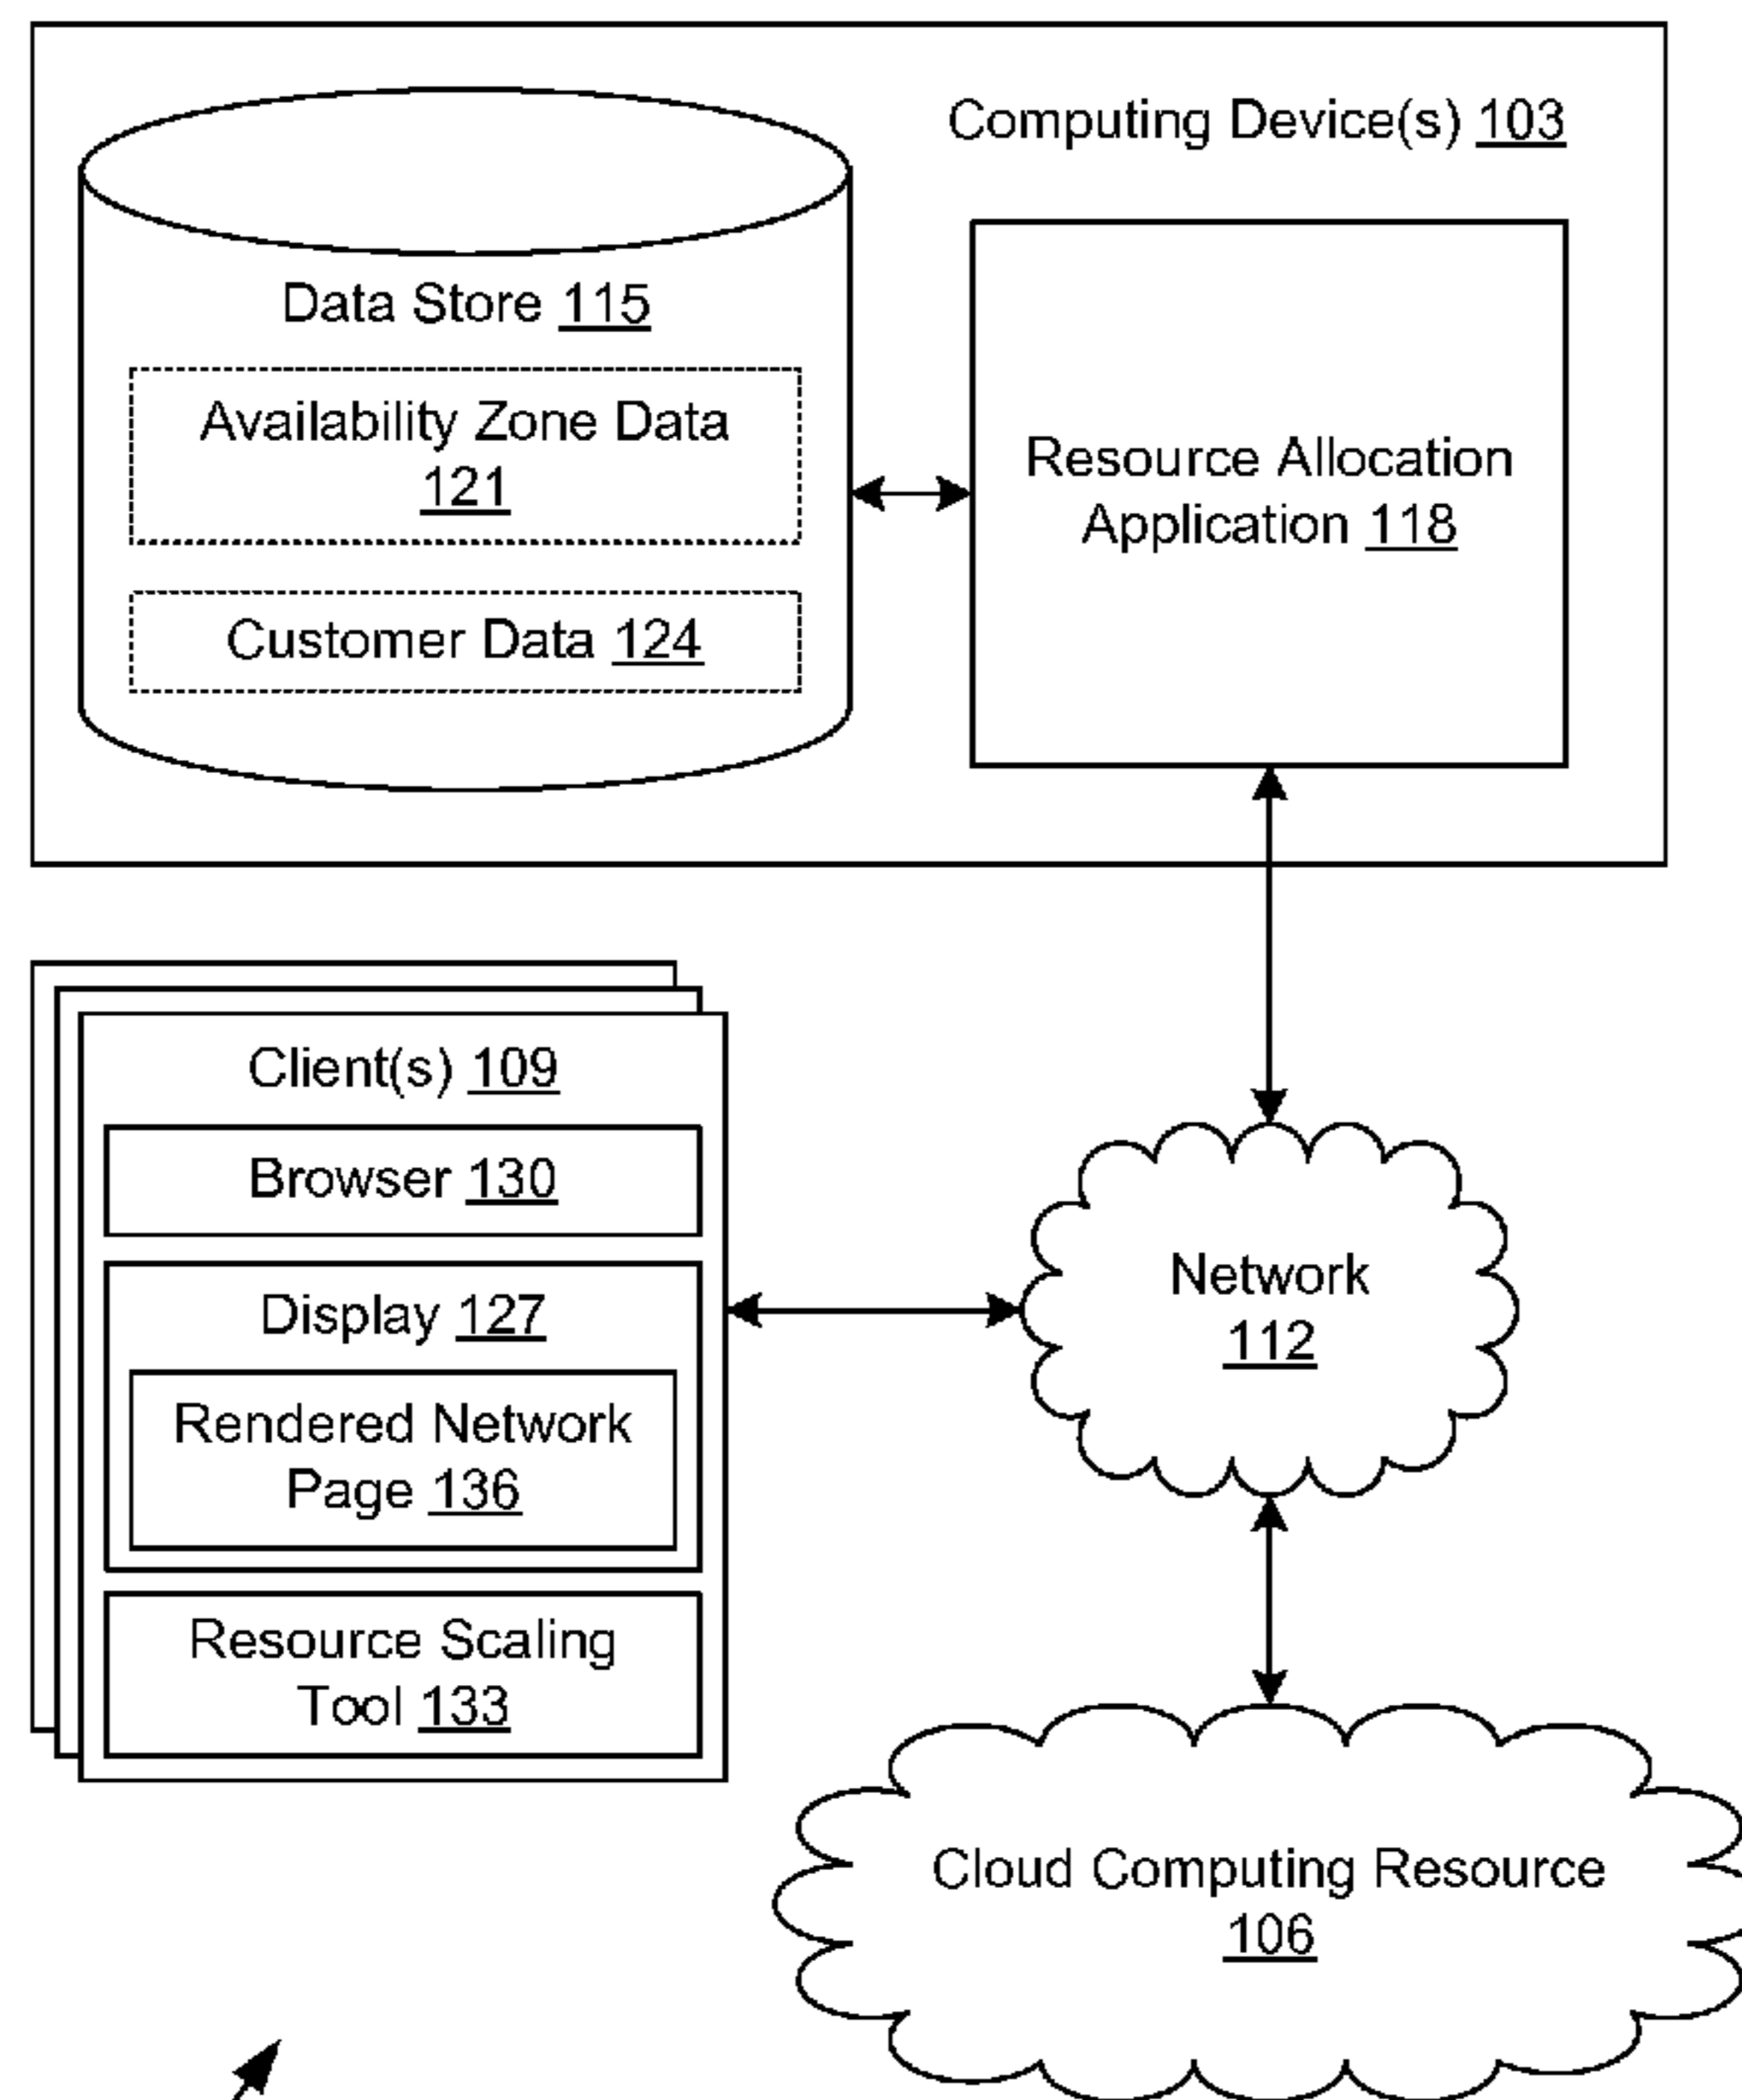 Computing Device(s) 103
Data Store 115
Availability Zone Data
121
Customer Data 124
Resource Allocation
Application 118
Client(s) 109
Browser 130
Display 127
Rendered Network
Page 136
Resource Scaling
Tool 133
Network
112
Cloud Computing Resource
106